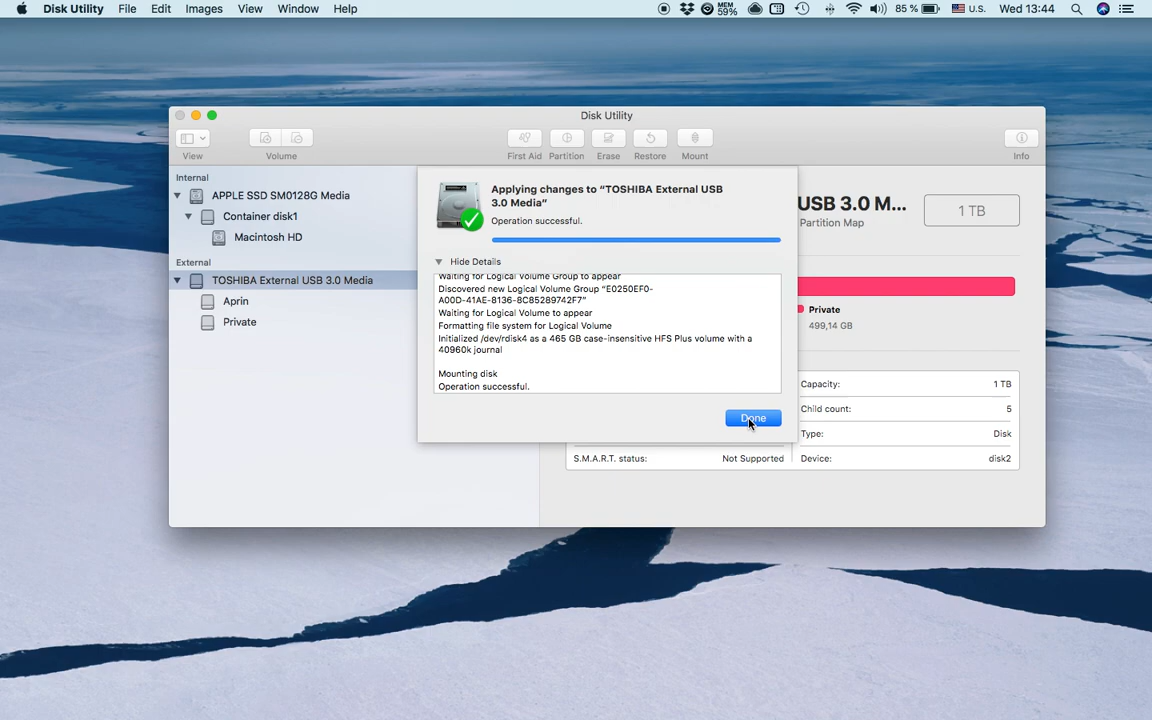 Disk Utility File Edit Images View Window Help MEM 59% 85 % U.S. Wed 13:44
Disk Utility
View Volume First Aid Partition Erase Restore Mount Info
Internal
APPLE SSD SM0128G Media
Container disk1
Macintosh HD
External
TOSHIBA External USB 3.0 Media
Aprin
Private
Applying changes to “TOSHIBA External USB
3.0 Media”
Operation successful.
Hide Details
Waiting for Logical Volume Group to appear
Discovered new Logical Volume Group “E0250EF0-
A00D-41AE-8136-8C85289742F7”
Waiting for Logical Volume to appear
Formatting file system for Logical Volume
Initialized /dev/rdisk4 as a 465 GB case-insensitive HFS Plus volume with a
40960k journal
Mounting disk
Operation successful.
Done
USB 3.0 M...
Partition Map
1 TB
Private
499,14 GB
Capacity: 1 TB
Child count: 5
Type: Disk
S.M.A.R.T. status: Not Supported
Device: disk2